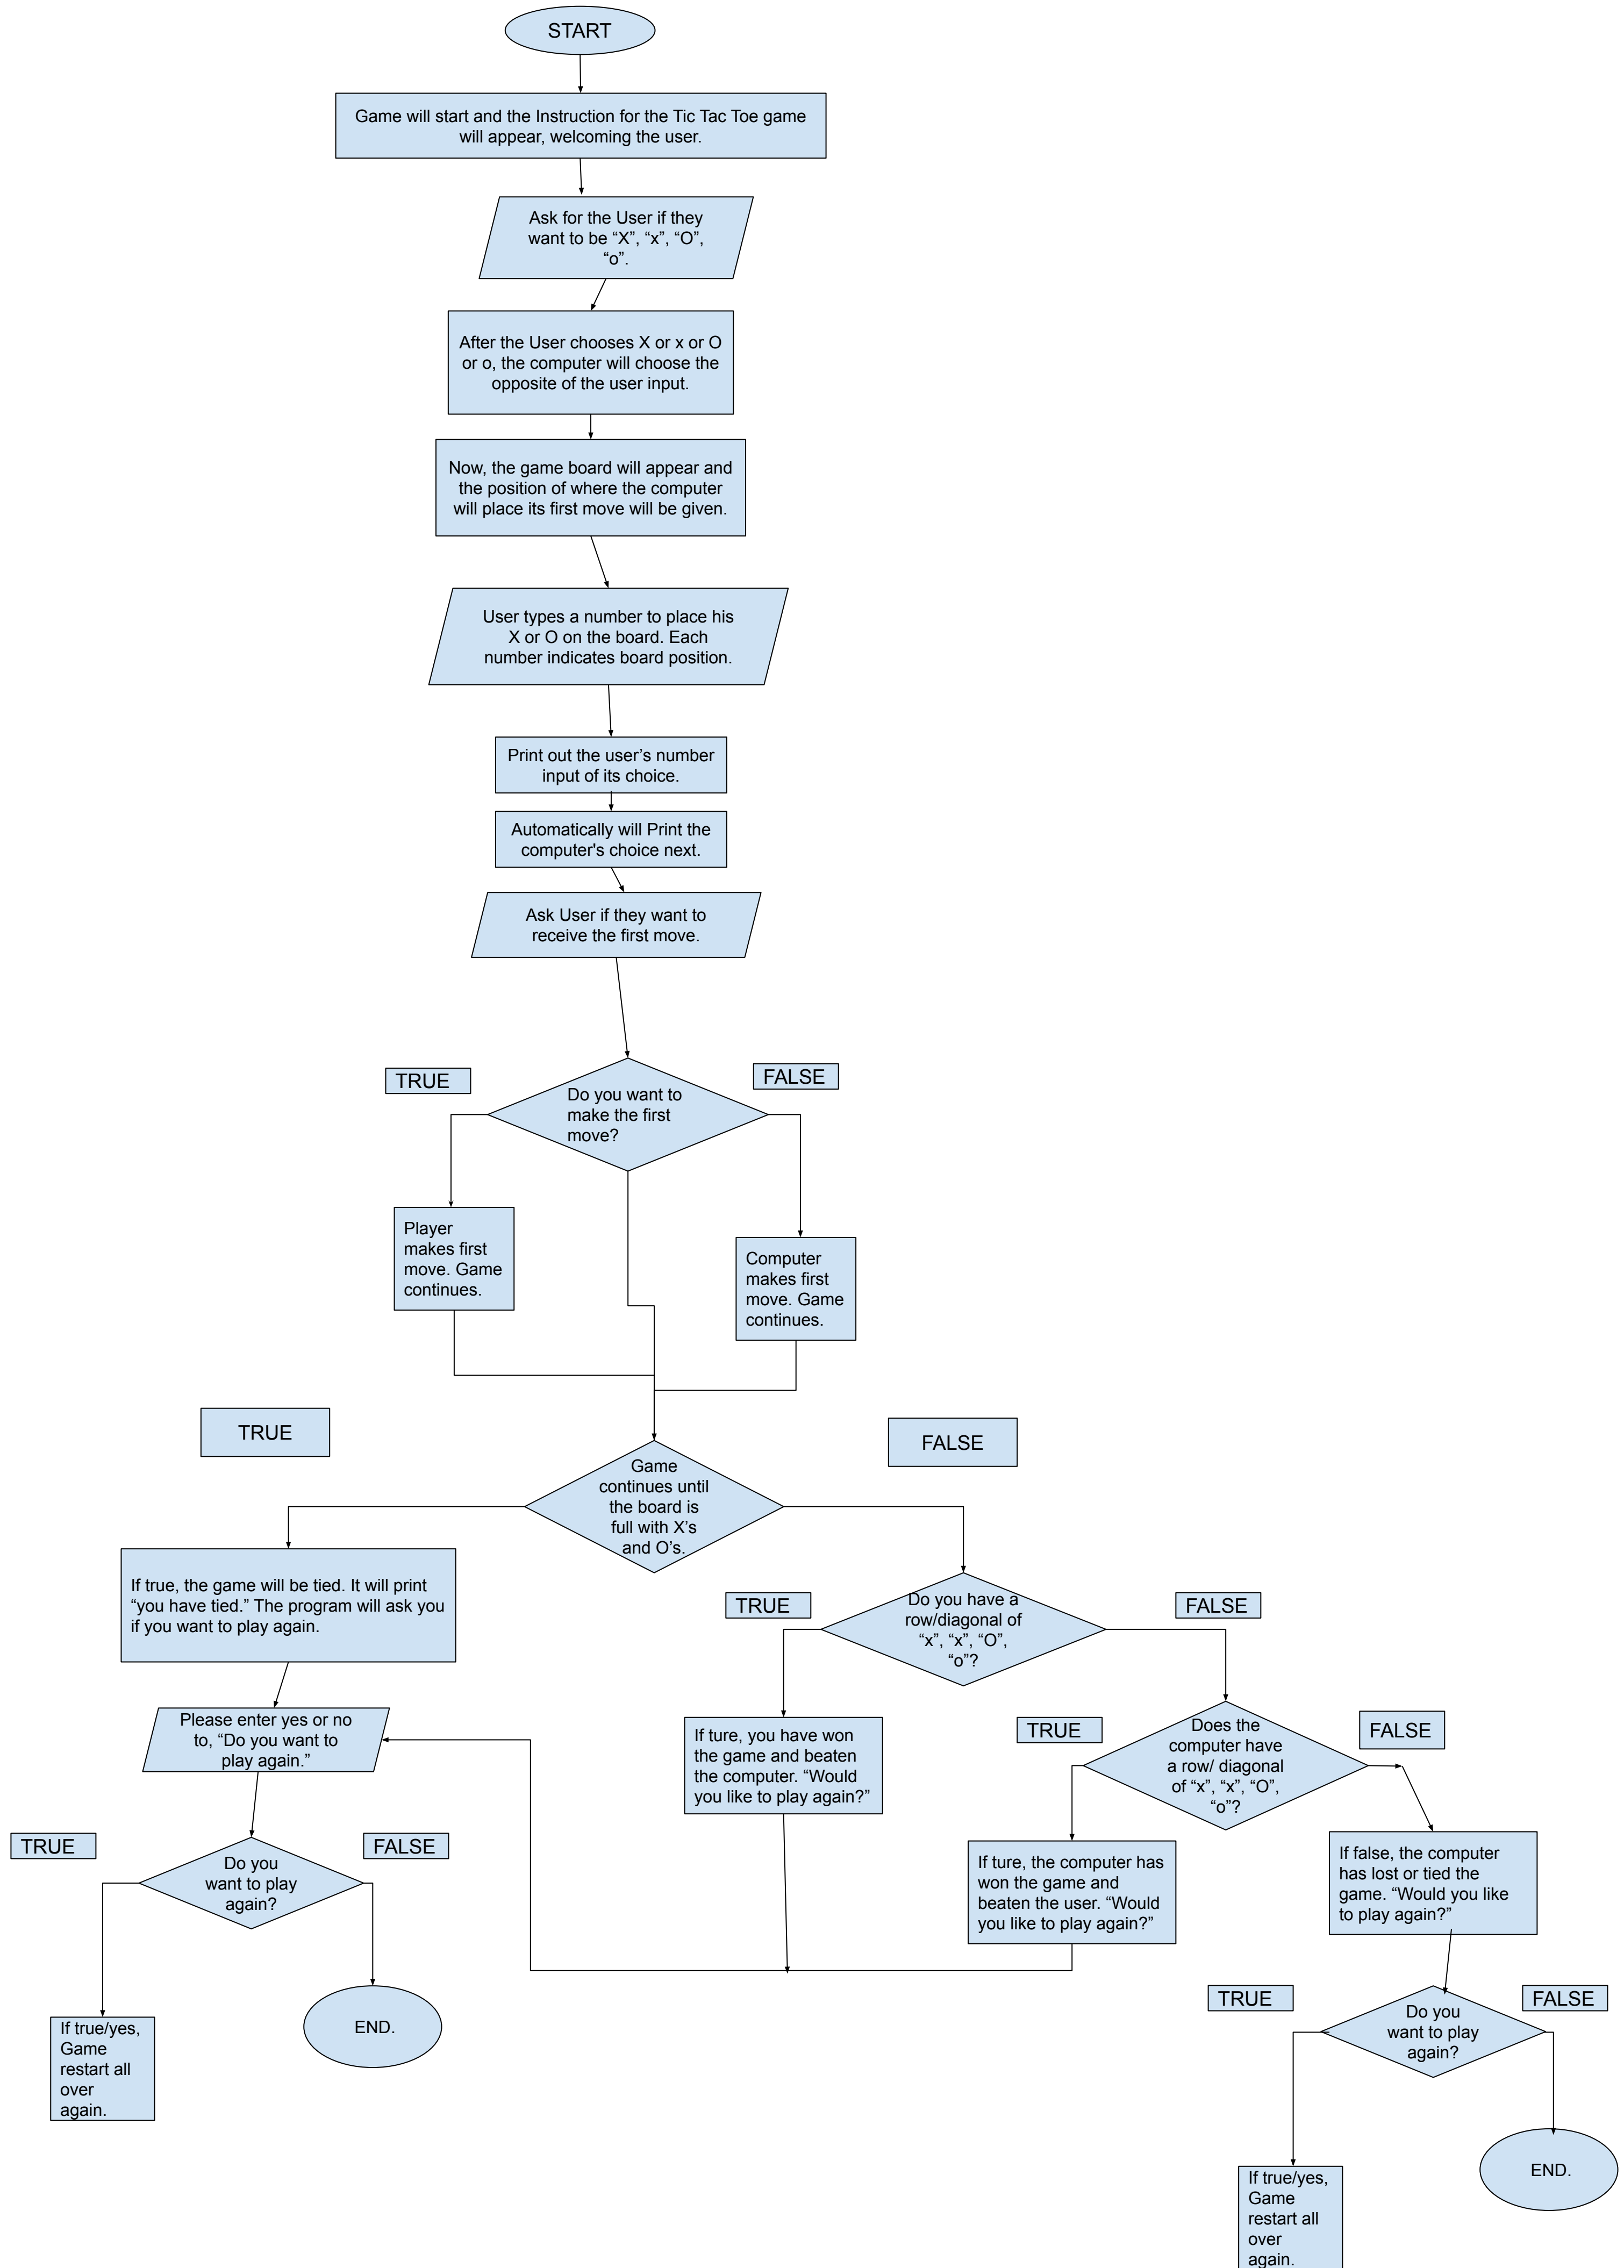 START
Game will start and the Instruction for the Tic Tac Toe game
will appear, welcoming the user.
Ask for the User if they
want to be “X”, “x”, “O”,
“o”.
After the User chooses X or x or O
or o, the computer will choose the
opposite of the user input.
Now, the game board will appear and
the position of where the computer
will place its first move will be given.
User types a number to place his
X or O on the board. Each
number indicates board position.
Print out the user’s number
input of its choice.
Automatically will Print the
computer's choice next.
Ask User if they want to
receive the first move.
TRUE
FALSE
Do you want to
make the first
move?
Player
makes first
move. Game
continues.
Computer
makes first
move. Game
continues.
TRUE
FALSE
Game
continues until
the board is
full with X’s
and O’s.
If true, the game will be tied. It will print
“you have tied.” The program will ask you
if you want to play again.
TRUE
FALSE
Do you have a
row/diagonal of
“x”, “x”, “O”,
“o”?
Please enter yes or no
to, “Do you want to
play again.”
If ture, you have won
the game and beaten
the computer. “Would
you like to play again?”
TRUE
FALSE
Does the
computer have
a row/ diagonal
of “x”, “x”, “O”,
“o”?
TRUE
FALSE
Do you
want to play
again?
If ture, the computer has
won the game and
beaten the user. “Would
you like to play again?”
If false, the computer
has lost or tied the
game. “Would you like
to play again?”
If true/yes,
Game
restart all
over
again.
END.
TRUE
FALSE
Do you
want to play
again?
If true/yes,
Game
restart all
over
again.
END.